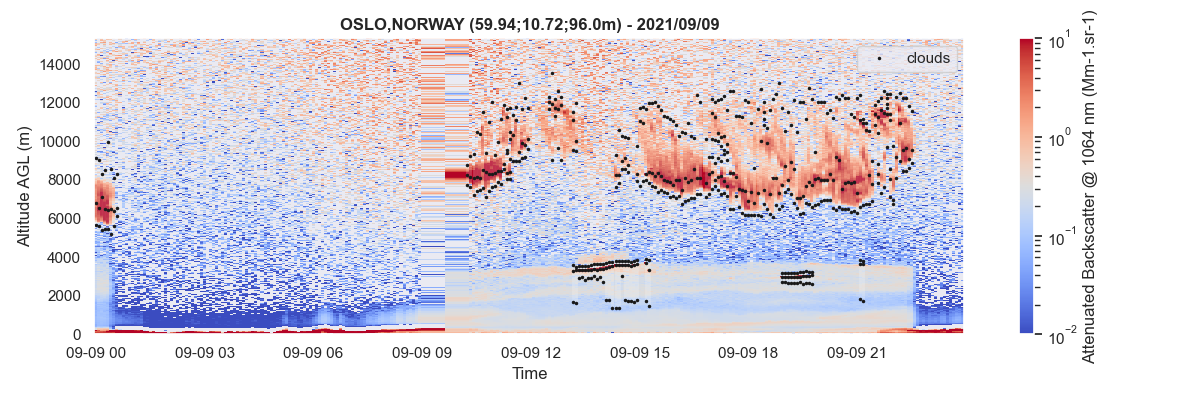 OSLO,NORWAY (59.94;10.72;96.0m) - 2021/09/09
clouds
Altitude AGL (m)
14000
12000
10000
8000
6000
4000
2000
0
09-09 00 09-09 03 09-09 06 09-09 09 09-09 12 09-09 15 09-09 18 09-09 21
Time
10¹
10⁰
10⁻¹
10⁻²
Attenuated Backscatter @ 1064 nm (Mm-1.sr-1)